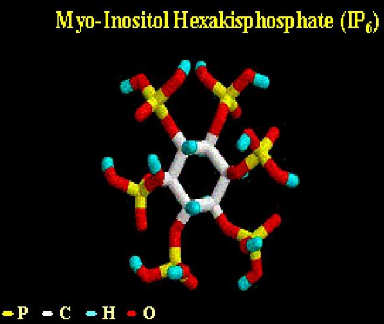 Myo-Inositol Hexakisphosphate (IP₆)
P C H O